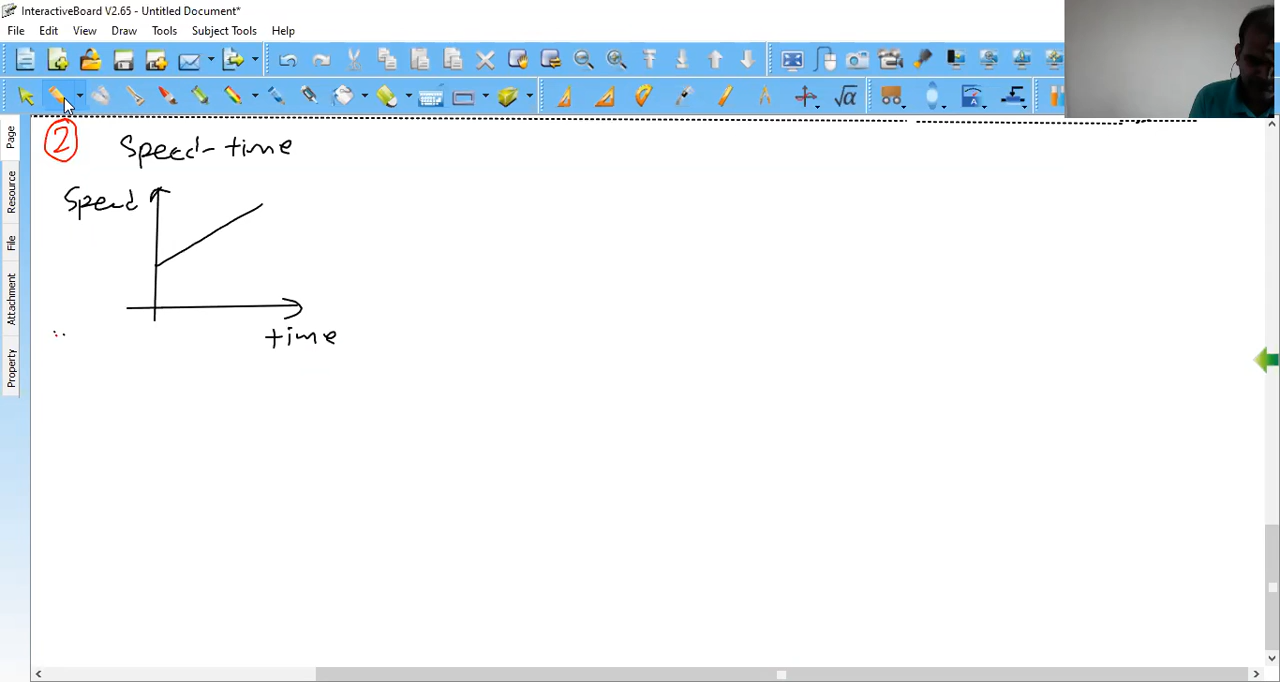 InteractiveBoard V2.65 - Untitled Document*
File Edit View Draw Tools Subject Tools Help
Page
Resource
File
Attachment
Property
2 Speed-time
Speed
time